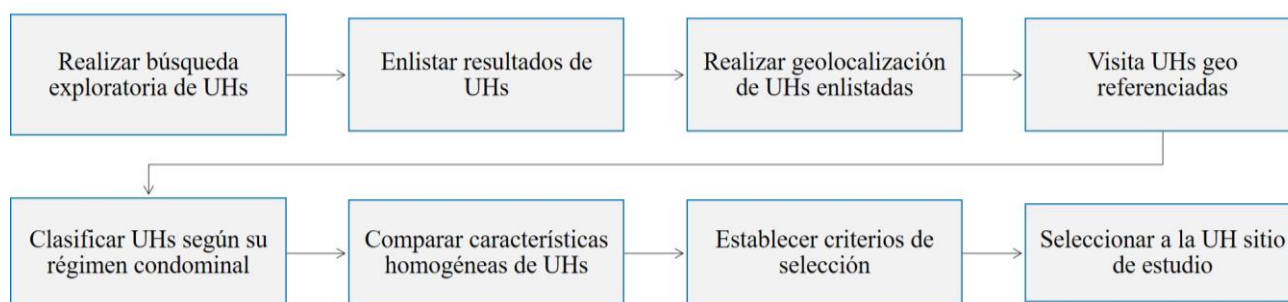 Realizar búsqueda
exploratoria de UHs
Enlistar resultados de
UHs
Realizar geolocalización
de UHs enlistadas
Visita UHs geo
referenciadas
Clasificar UHs según su
régimen condominal
Comparar características
homogéneas de UHs
Establecer criterios de
selección
Seleccionar a la UH sitio
de estudio